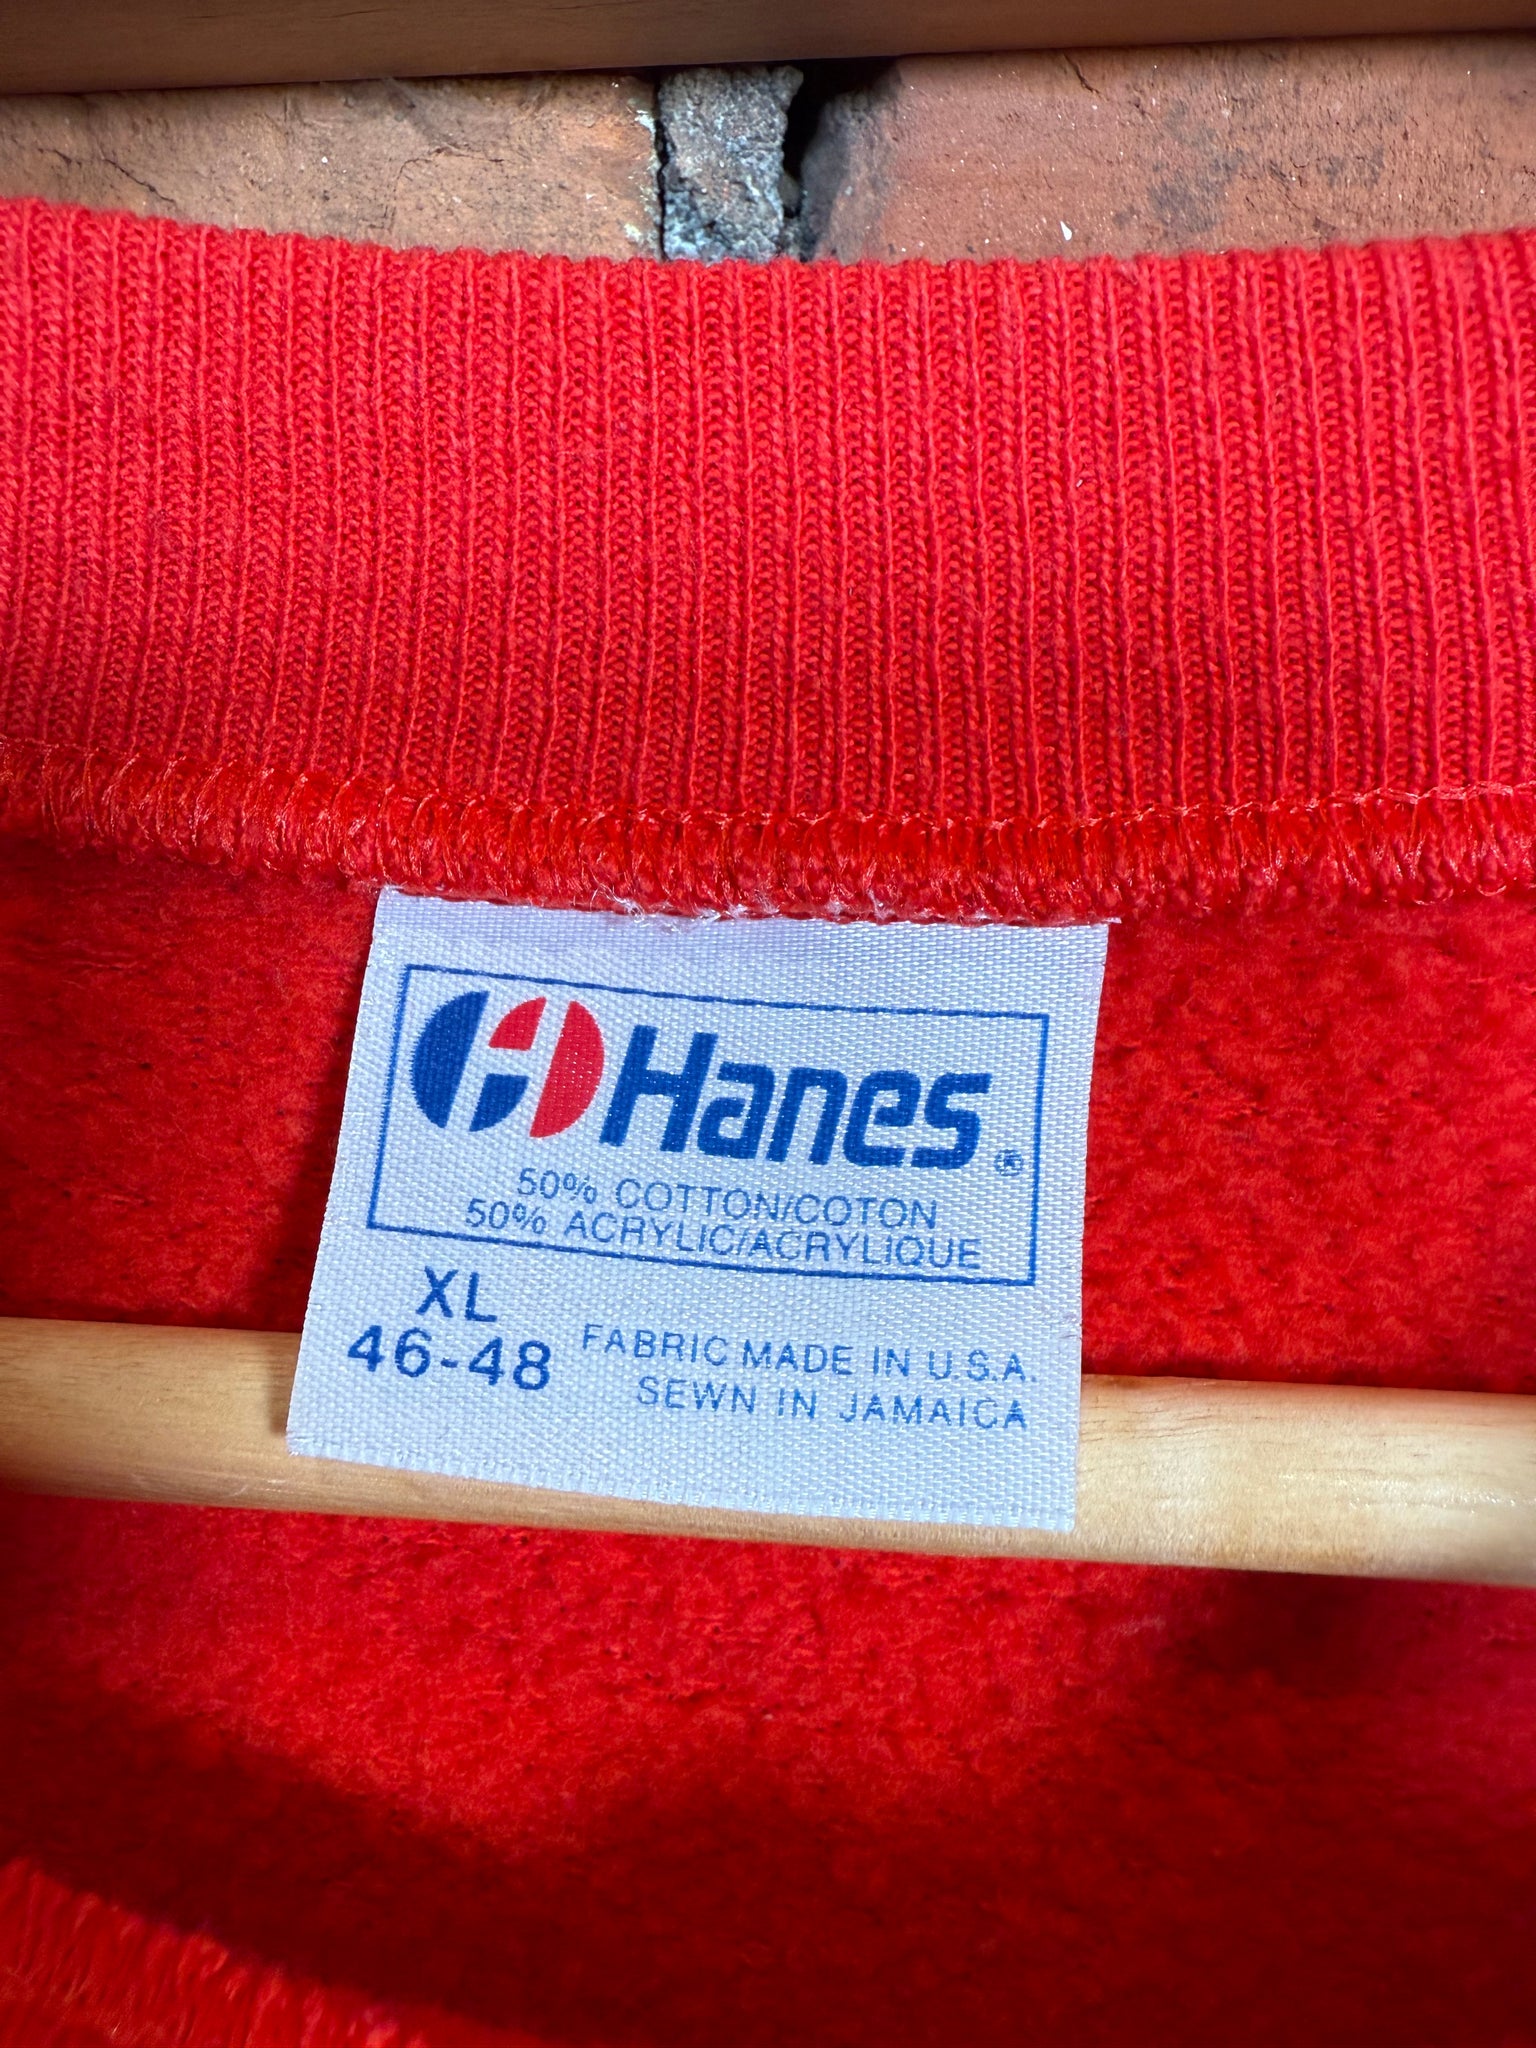 Hanes®
50% COTTON/COTON
50% ACRYLIC/ACRYLIQUE
XL
46-48
FABRIC MADE IN U.S.A.
SEWN IN JAMAICA